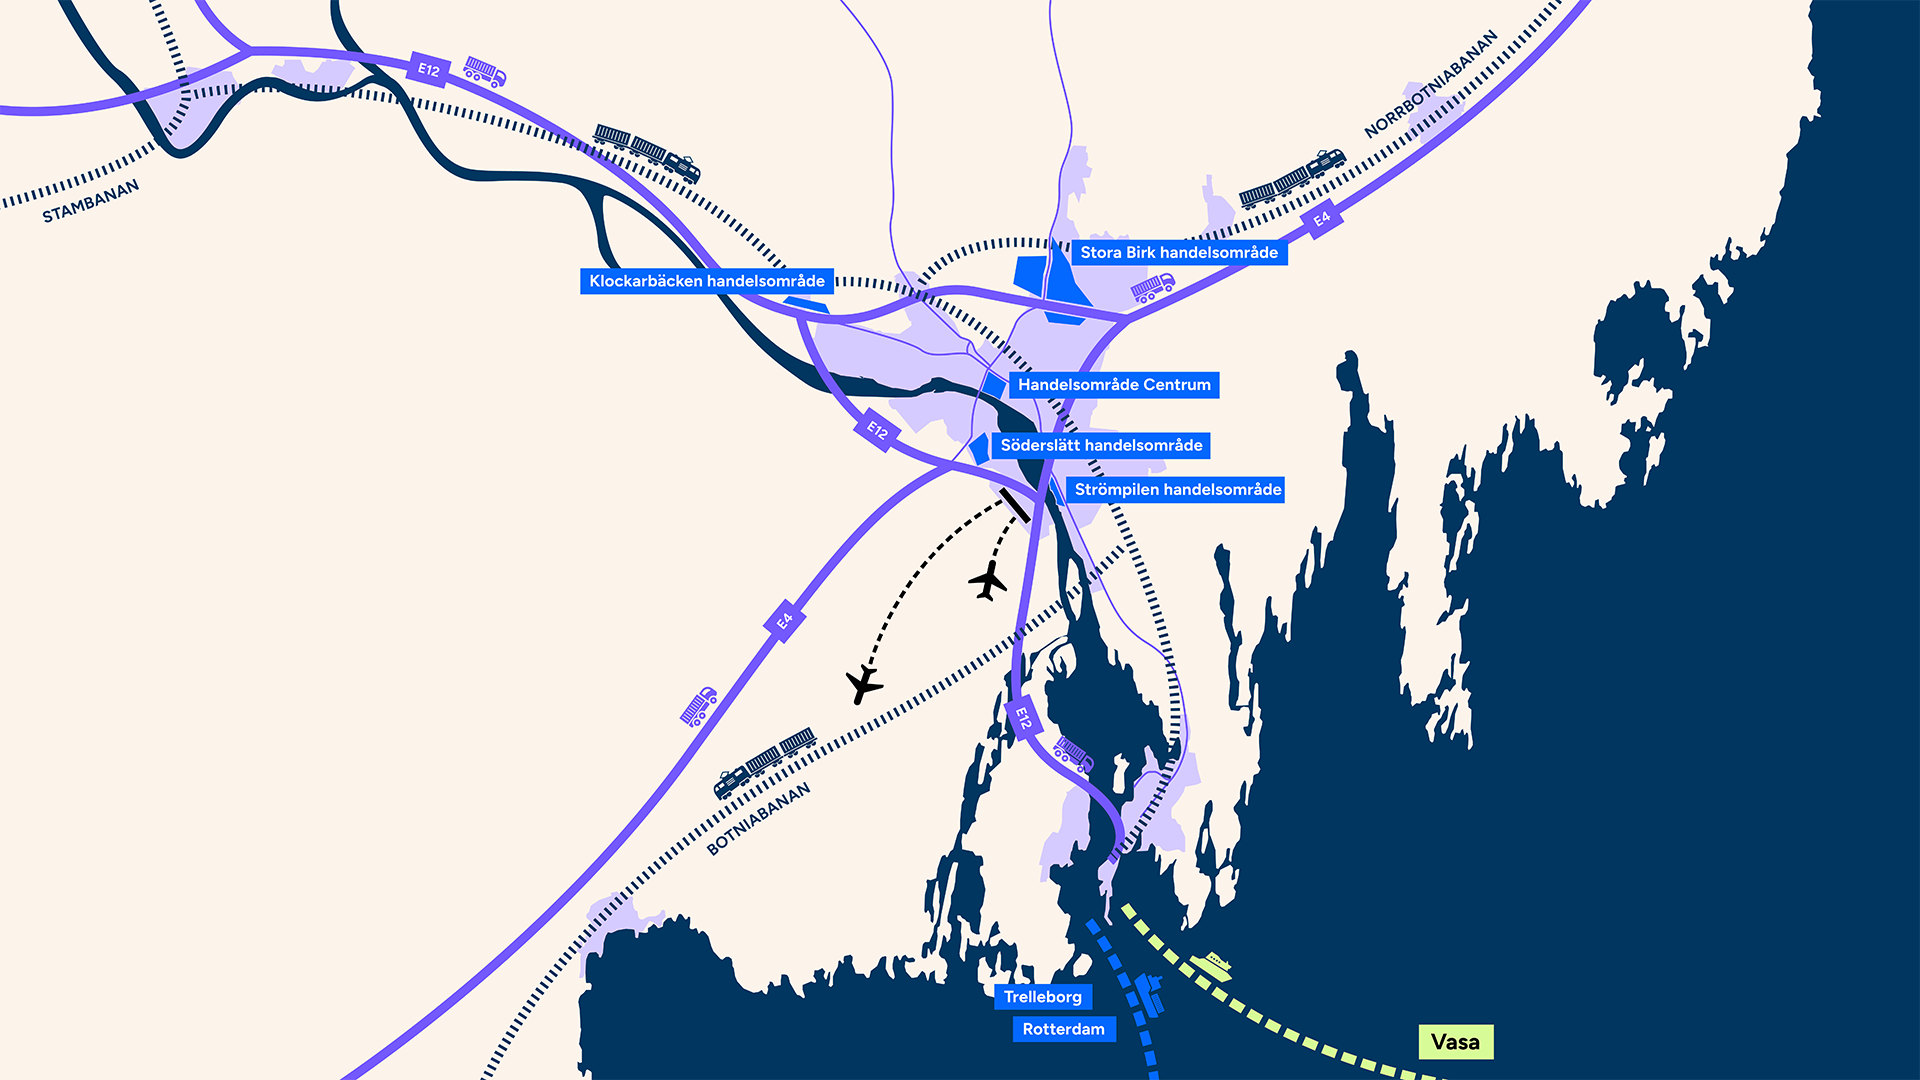 E12
NORRBOTNIABANAN
STAMBANAN
E4
Stora Birk handelsområde
Klockarbäcken handelsområde
Handelsområde Centrum
E12
Söderslätt handelsområde
Strömpilen handelsområde
E4
E12
BOTNIABANAN
Trelleborg
Rotterdam
Vasa